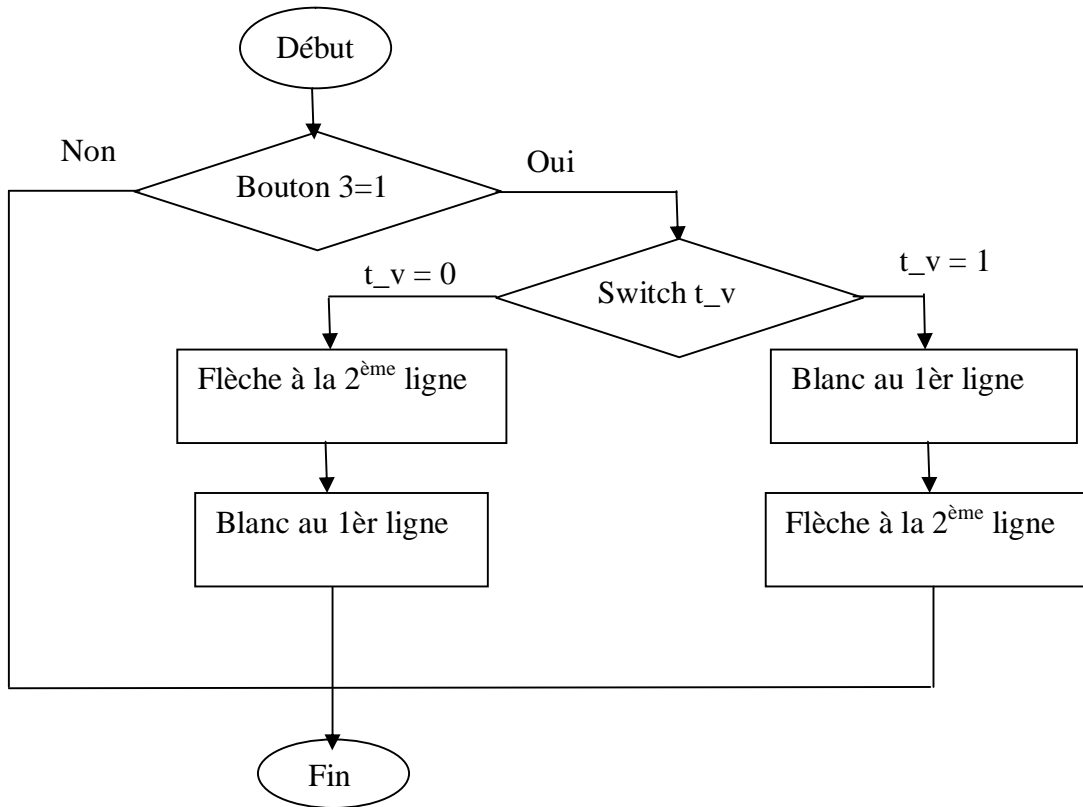 Début
Non
Oui
Bouton 3=1
t_v = 0
t_v = 1
Switch t_v
Flèche à la 2ème ligne
Blanc au 1èr ligne
Blanc au 1èr ligne
Flèche à la 2ème ligne
Fin